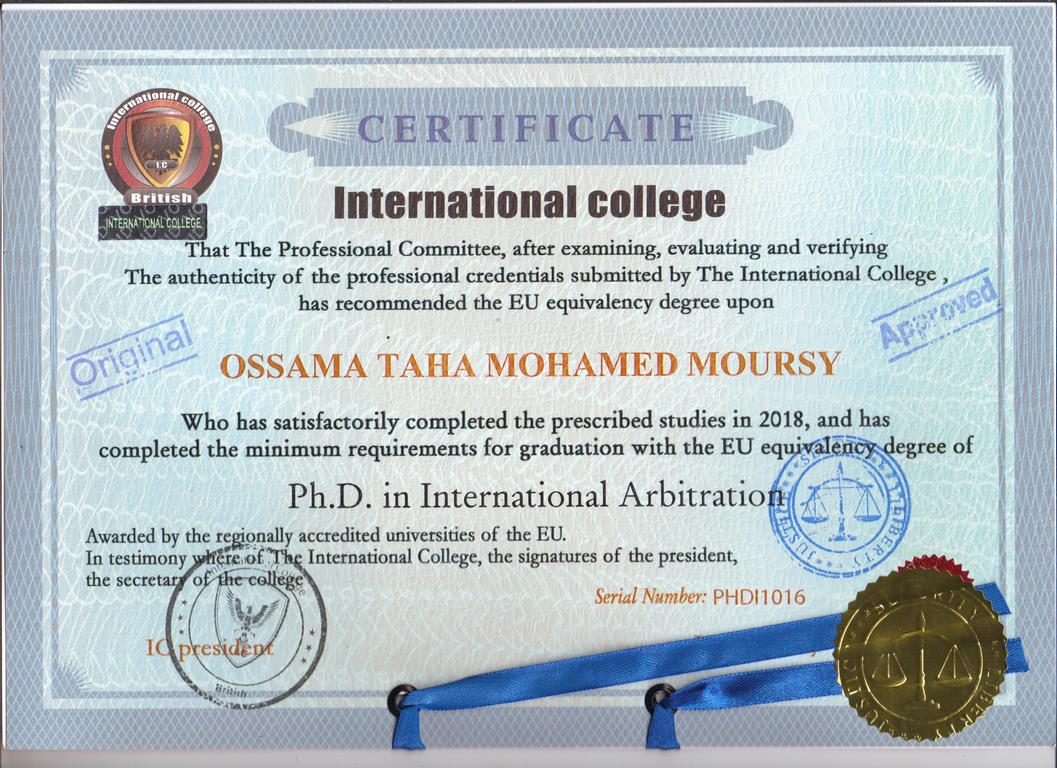 International college
I.C
British
INTERNATIONAL COLLEGE
CERTIFICATE
International college
That The Professional Committee, after examining, evaluating and verifying
The authenticity of the professional credentials submitted by The International College ,
has recommended the EU equivalency degree upon
Original
Approved
OSSAMA TAHA MOHAMED MOURSY
Who has satisfactorily completed the prescribed studies in 2018, and has
completed the minimum requirements for graduation with the EU equivalency degree of
Ph.D. in International Arbitration
SECURITY LIBERTY JUSTICE
Awarded by the regionally accredited universities of the EU.
In testimony where of The International College, the signatures of the president,
the secretary of the college
Serial Number: PHDI1016
IC president
International college
British
SECURITY LIBERTY JUSTICE